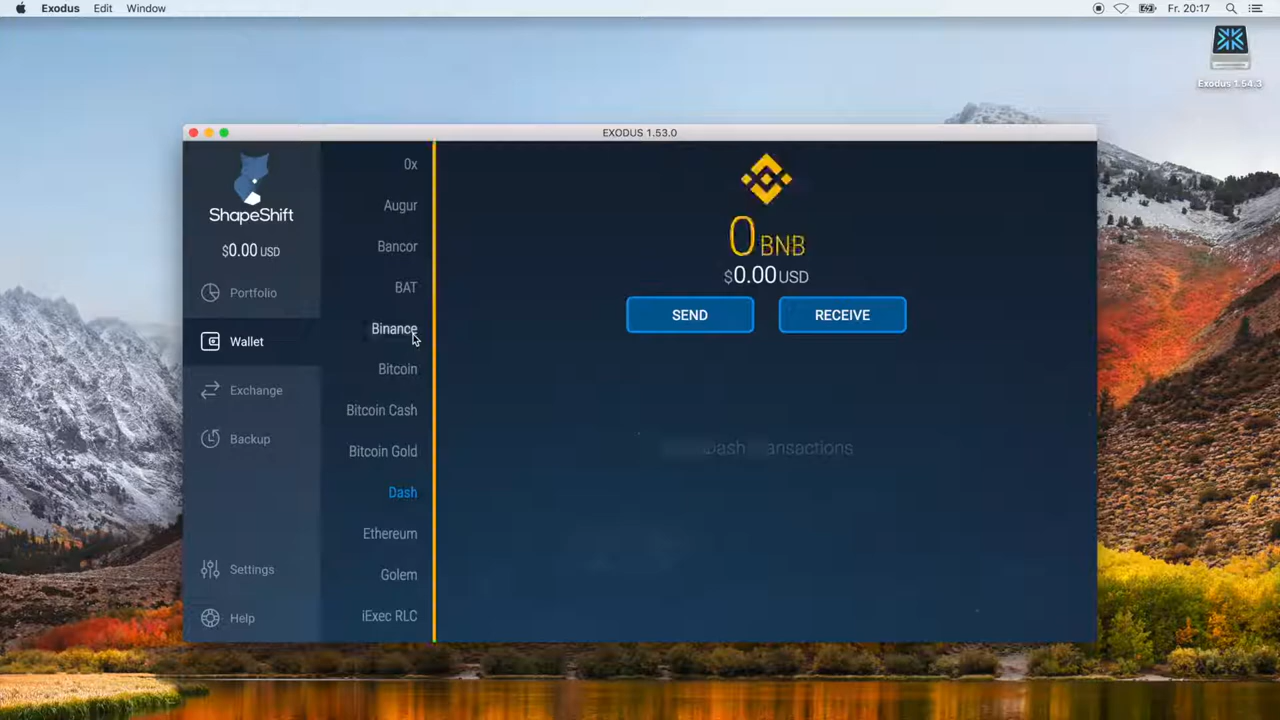 Exodus Edit Window Fr. 20:17
Exodus 1.54.3
EXODUS 1.53.0
ShapeShift
$0.00 USD
Portfolio
Wallet
Exchange
Backup
Settings
Help
0x
Augur
Bancor
BAT
Binance
Bitcoin
Bitcoin Cash
Bitcoin Gold
Dash
Ethereum
Golem
iExec RLC
0 BNB
$0.00 USD
SEND RECEIVE
Dash